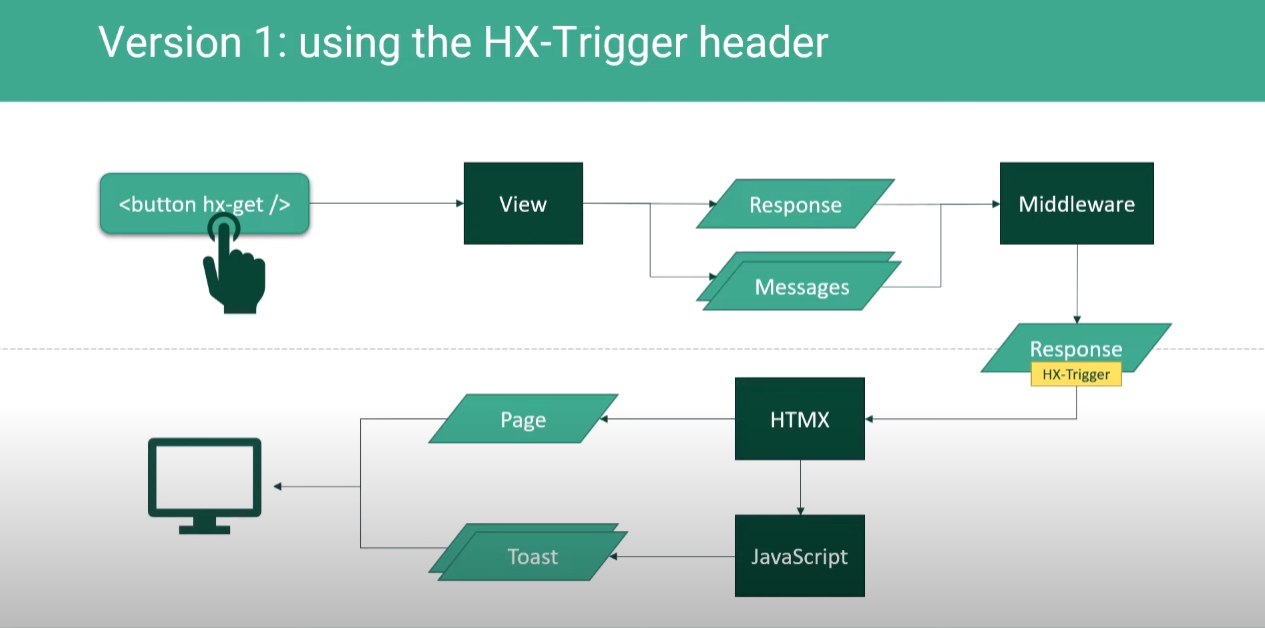 Version 1: using the HX-Trigger header
<button hx-get />
View
Response
Messages
Middleware
Response
HX-Trigger
HTMX
Page
JavaScript
Toast